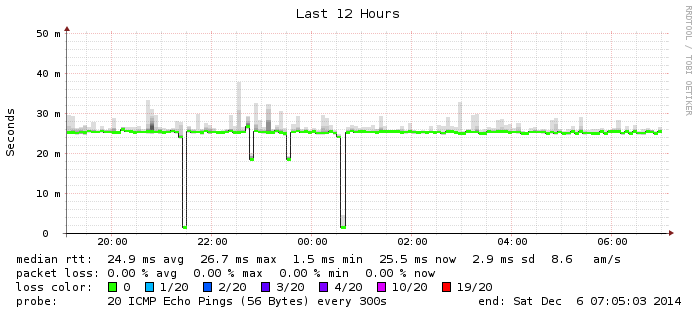 Last 12 Hours
RRDTOOL / TOBI OETIKER
Seconds
50 m
40 m
30 m
20 m
10 m
0
20:00 22:00 00:00 02:00 04:00 06:00
median rtt: 24.9 ms avg 26.7 ms max 1.5 ms min 25.5 ms now 2.9 ms sd 8.6 am/s
packet loss: 0.00 % avg 0.00 % max 0.00 % min 0.00 % now
loss color: 0 1/20 2/20 3/20 4/20 10/20 19/20
probe: 20 ICMP Echo Pings (56 Bytes) every 300s end: Sat Dec 6 07:05:03 2014